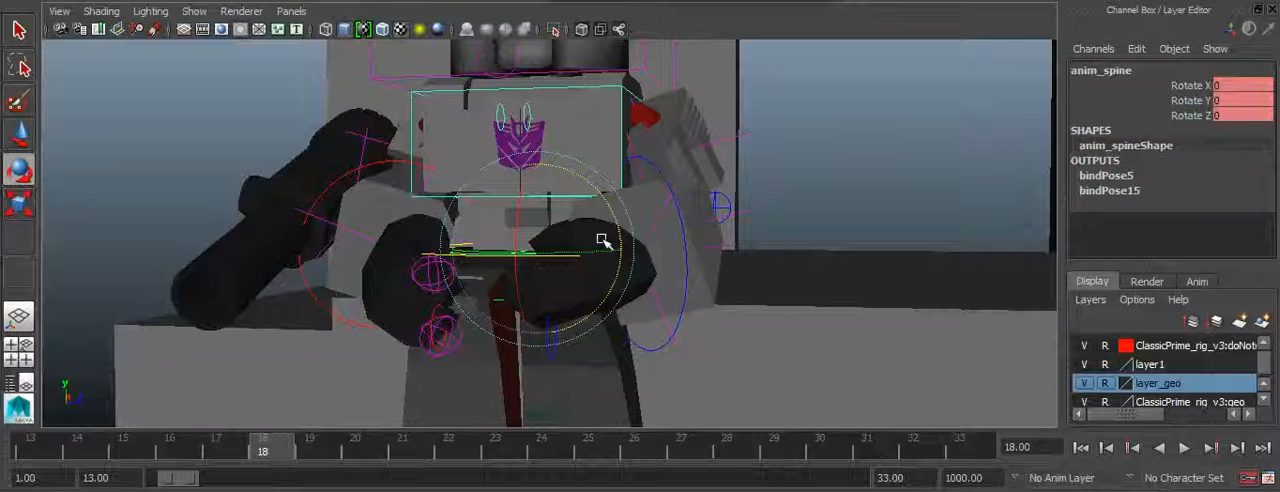 View Shading Lighting Show Renderer Panels
Channel Box / Layer Editor
Channels Edit Object Show
anim_spine
Rotate X 0
Rotate Y 0
Rotate Z 0
SHAPES
anim_spineShape
OUTPUTS
bindPose5
bindPose15
Display Render Anim
Layers Options Help
V R ClassicPrime_rig_v3:doNot
V R layer1
V R layer_geo
V R ClassicPrime_rig_v3:geo
y
13 14 15 16 17 18 19 20 21 22 23 24 25 26 27 28 29 30 31 32 33
18
18.00
1.00 13.00 33.00 1000.00 No Anim Layer No Character Set